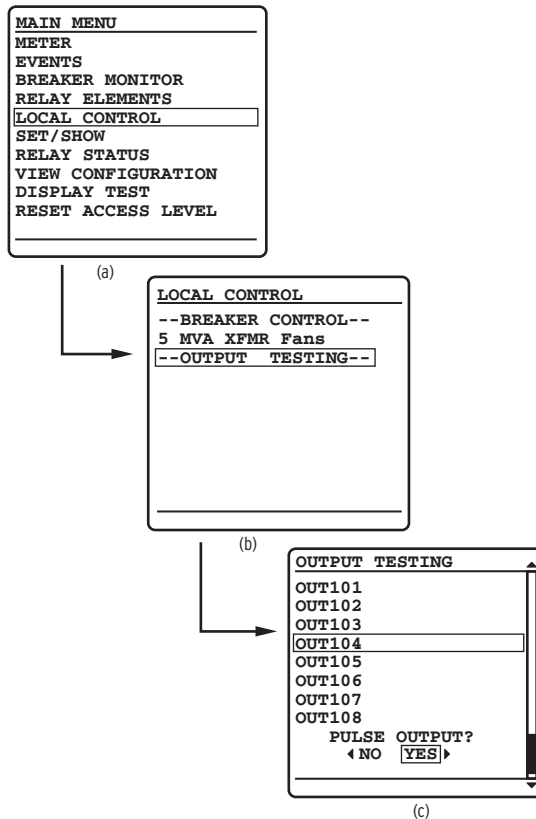 MAIN MENU
METER
EVENTS
BREAKER MONITOR
RELAY ELEMENTS
LOCAL CONTROL
SET/SHOW
RELAY STATUS
VIEW CONFIGURATION
DISPLAY TEST
RESET ACCESS LEVEL
(a)
LOCAL CONTROL
--BREAKER CONTROL--
5 MVA XFMR Fans
--OUTPUT TESTING--
(b)
OUTPUT TESTING
OUT101
OUT102
OUT103
OUT104
OUT105
OUT106
OUT107
OUT108
PULSE OUTPUT?
NO YES
(c)